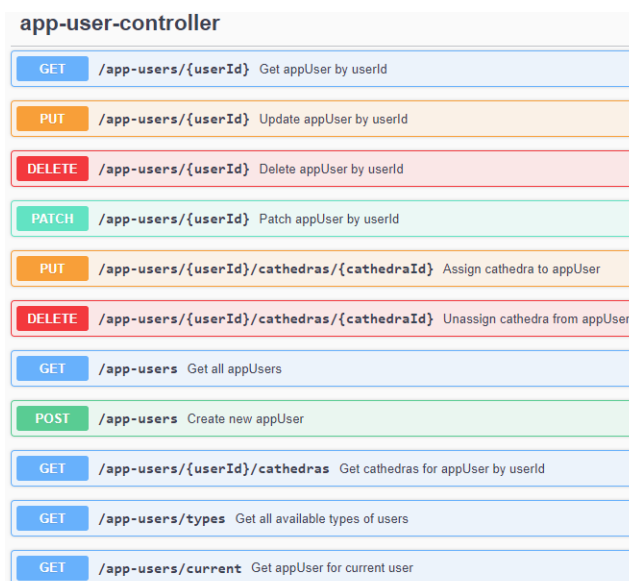 app-user-controller
GET /app-users/{userId} Get appUser by userId
PUT /app-users/{userId} Update appUser by userId
DELETE /app-users/{userId} Delete appUser by userId
PATCH /app-users/{userId} Patch appUser by userId
PUT /app-users/{userId}/cathedras/{cathedraId} Assign cathedra to appUser
DELETE /app-users/{userId}/cathedras/{cathedraId} Unassign cathedra from appUser
GET /app-users Get all appUsers
POST /app-users Create new appUser
GET /app-users/{userId}/cathedras Get cathedras for appUser by userId
GET /app-users/types Get all available types of users
GET /app-users/current Get appUser for current user